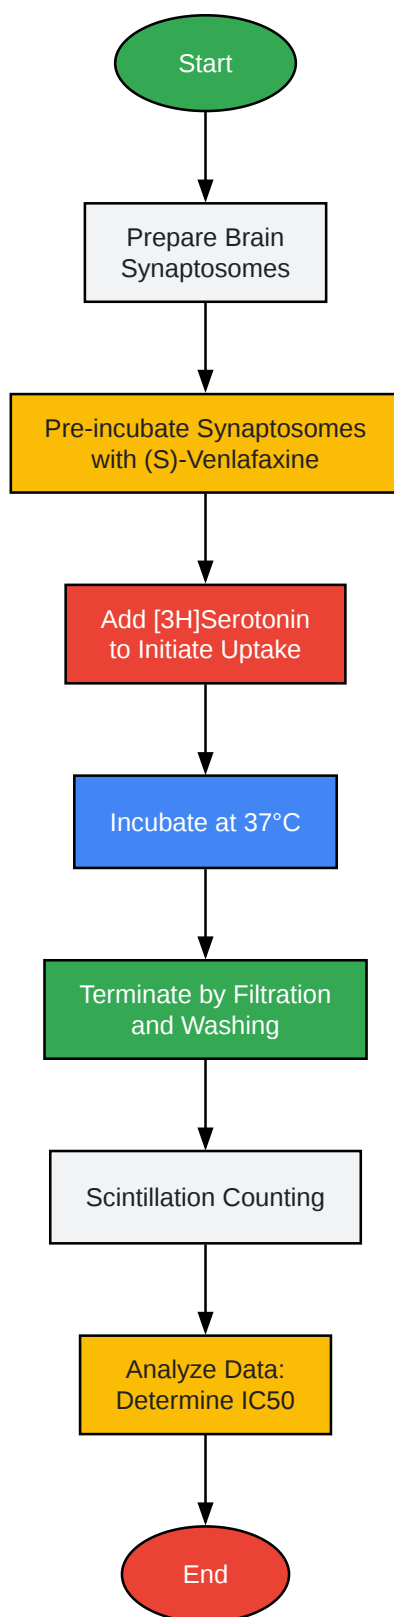 Start
Prepare Brain
Synaptosomes
Pre-incubate Synaptosomes
with (S)-Venlafaxine
Add [3H]Serotonin
to Initiate Uptake
Incubate at 37°C
Terminate by Filtration
and Washing
Scintillation Counting
Analyze Data:
Determine IC50
End